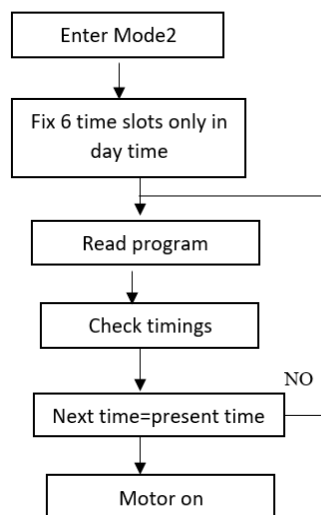 Enter Mode2
Fix 6 time slots only in
day time
Read program
Check timings
NO
Next time=present time
Motor on